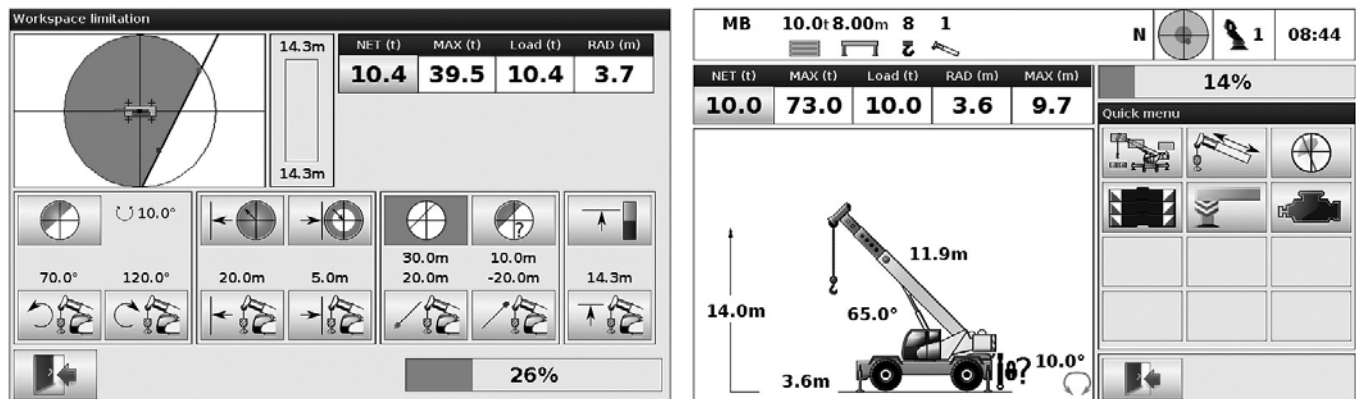 Workspace limitation
14.3m
NET (t) MAX (t) Load (t) RAD (m)
10.4 39.5 10.4 3.7
14.3m
10.0°
?
30.0m 10.0m
70.0° 120.0° 20.0m 5.0m 20.0m -20.0m 14.3m
26%
MB 10.0t 8.00m 8 1 N 1 08:44
NET (t) MAX (t) Load (t) RAD (m) MAX (m)
10.0 73.0 10.0 3.6 9.7
14%
Quick menu
11.9m
14.0m
65.0°
? 10.0°
3.6m